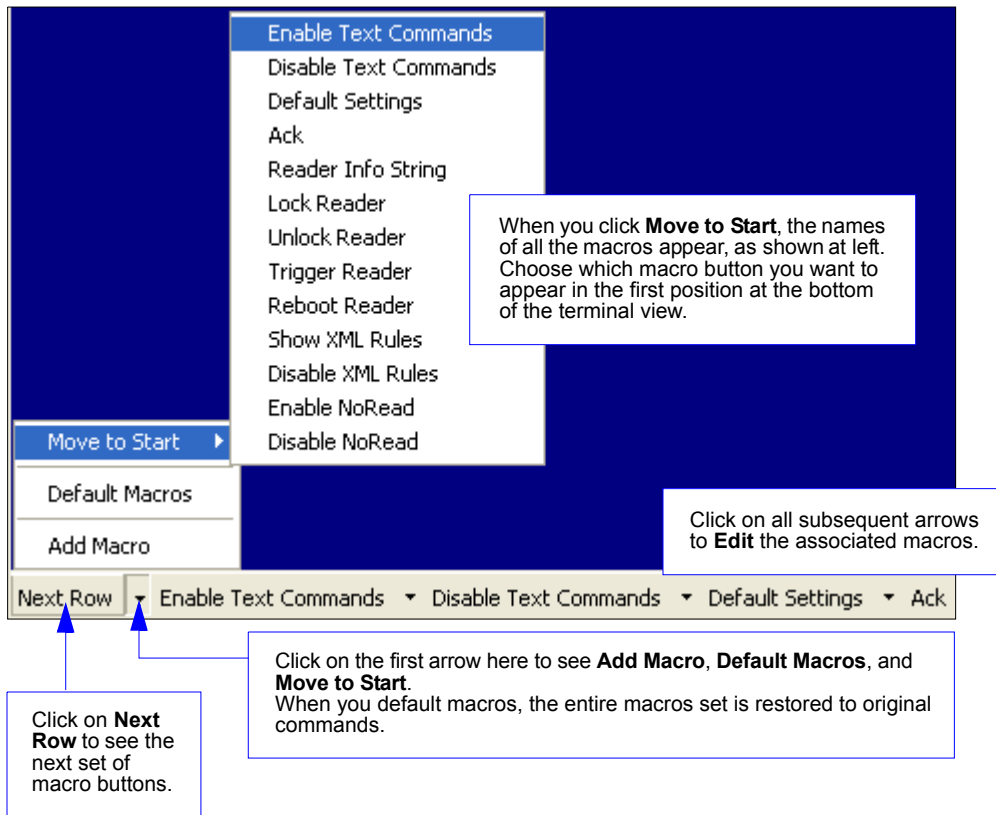 Enable Text Commands
Disable Text Commands
Default Settings
Ack
Reader Info String
Lock Reader
Unlock Reader
Trigger Reader
Reboot Reader
Show XML Rules
Disable XML Rules
Enable NoRead
Disable NoRead
When you click Move to Start, the names
of all the macros appear, as shown at left.
Choose which macro button you want to
appear in the first position at the bottom
of the terminal view.
Move to Start
Default Macros
Add Macro
Click on all subsequent arrows
to Edit the associated macros.
Next Row Enable Text Commands Disable Text Commands Default Settings Ack
Click on the first arrow here to see Add Macro, Default Macros, and
Move to Start.
When you default macros, the entire macros set is restored to original
commands.
Click on Next
Row to see the
next set of
macro buttons.